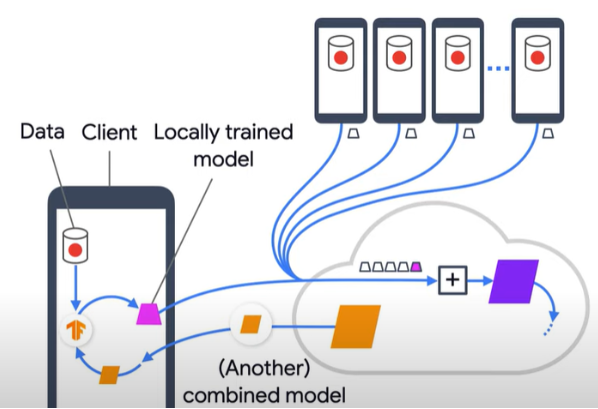 Data
Client
Locally trained
model
+
(Another)
combined model